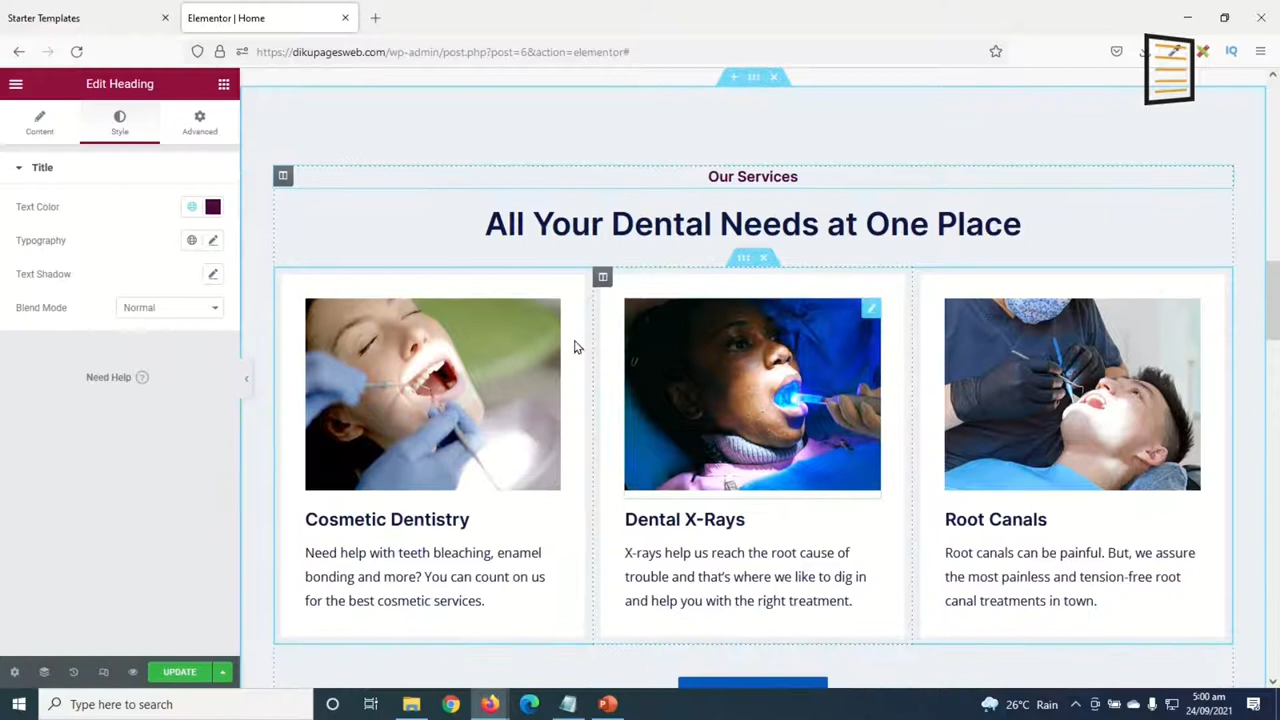 Starter Templates
Elementor | Home
https://dikupagesweb.com/wp-admin/post.php?post=6&action=elementor#
IQ
Edit Heading
Content
Style
Advanced
Title
Text Color
Typography
Text Shadow
Blend Mode
Normal
Need Help
UPDATE
Our Services
All Your Dental Needs at One Place
Cosmetic Dentistry
Need help with teeth bleaching, enamel
bonding and more? You can count on us
for the best cosmetic services.
Dental X-Rays
X-rays help us reach the root cause of
trouble and that's where we like to dig in
and help you with the right treatment.
Root Canals
Root canals can be painful. But, we assure
the most painless and tension-free root
canal treatments in town.
Type here to search
26°C Rain
5:00 am
24/09/2021